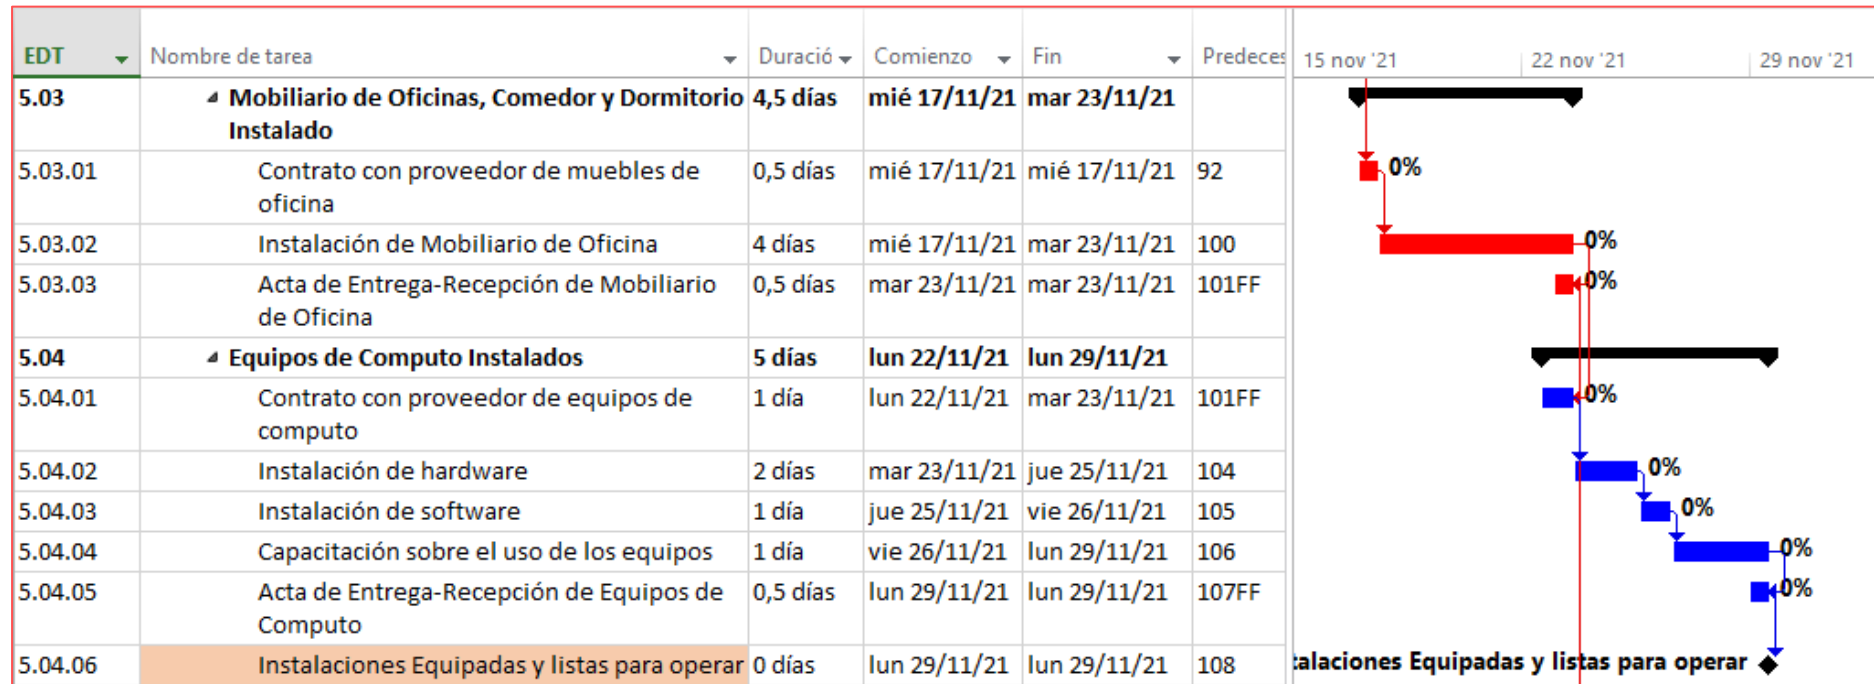 EDT Nombre de tarea Duració Comienzo Fin Predeces 15 nov '21 22 nov '21 29 nov '21
5.03 Mobiliario de Oficinas, Comedor y Dormitorio 4,5 días mié 17/11/21 mar 23/11/21
Instalado
5.03.01 Contrato con proveedor de muebles de 0,5 días mié 17/11/21 mié 17/11/21 92 0%
oficina
5.03.02 Instalación de Mobiliario de Oficina 4 días mié 17/11/21 mar 23/11/21 100 0%
5.03.03 Acta de Entrega-Recepción de Mobiliario 0,5 días mar 23/11/21 mar 23/11/21 101FF 0%
de Oficina
5.04 Equipos de Computo Instalados 5 días lun 22/11/21 lun 29/11/21
5.04.01 Contrato con proveedor de equipos de 1 día lun 22/11/21 mar 23/11/21 101FF 0%
computo
5.04.02 Instalación de hardware 2 días mar 23/11/21 jue 25/11/21 104 0%
5.04.03 Instalación de software 1 día jue 25/11/21 vie 26/11/21 105 0%
5.04.04 Capacitación sobre el uso de los equipos 1 día vie 26/11/21 lun 29/11/21 106 0%
5.04.05 Acta de Entrega-Recepción de Equipos de 0,5 días lun 29/11/21 lun 29/11/21 107FF 0%
Computo
5.04.06 Instalaciones Equipadas y listas para operar 0 días lun 29/11/21 lun 29/11/21 108 talaciones Equipadas y listas para operar